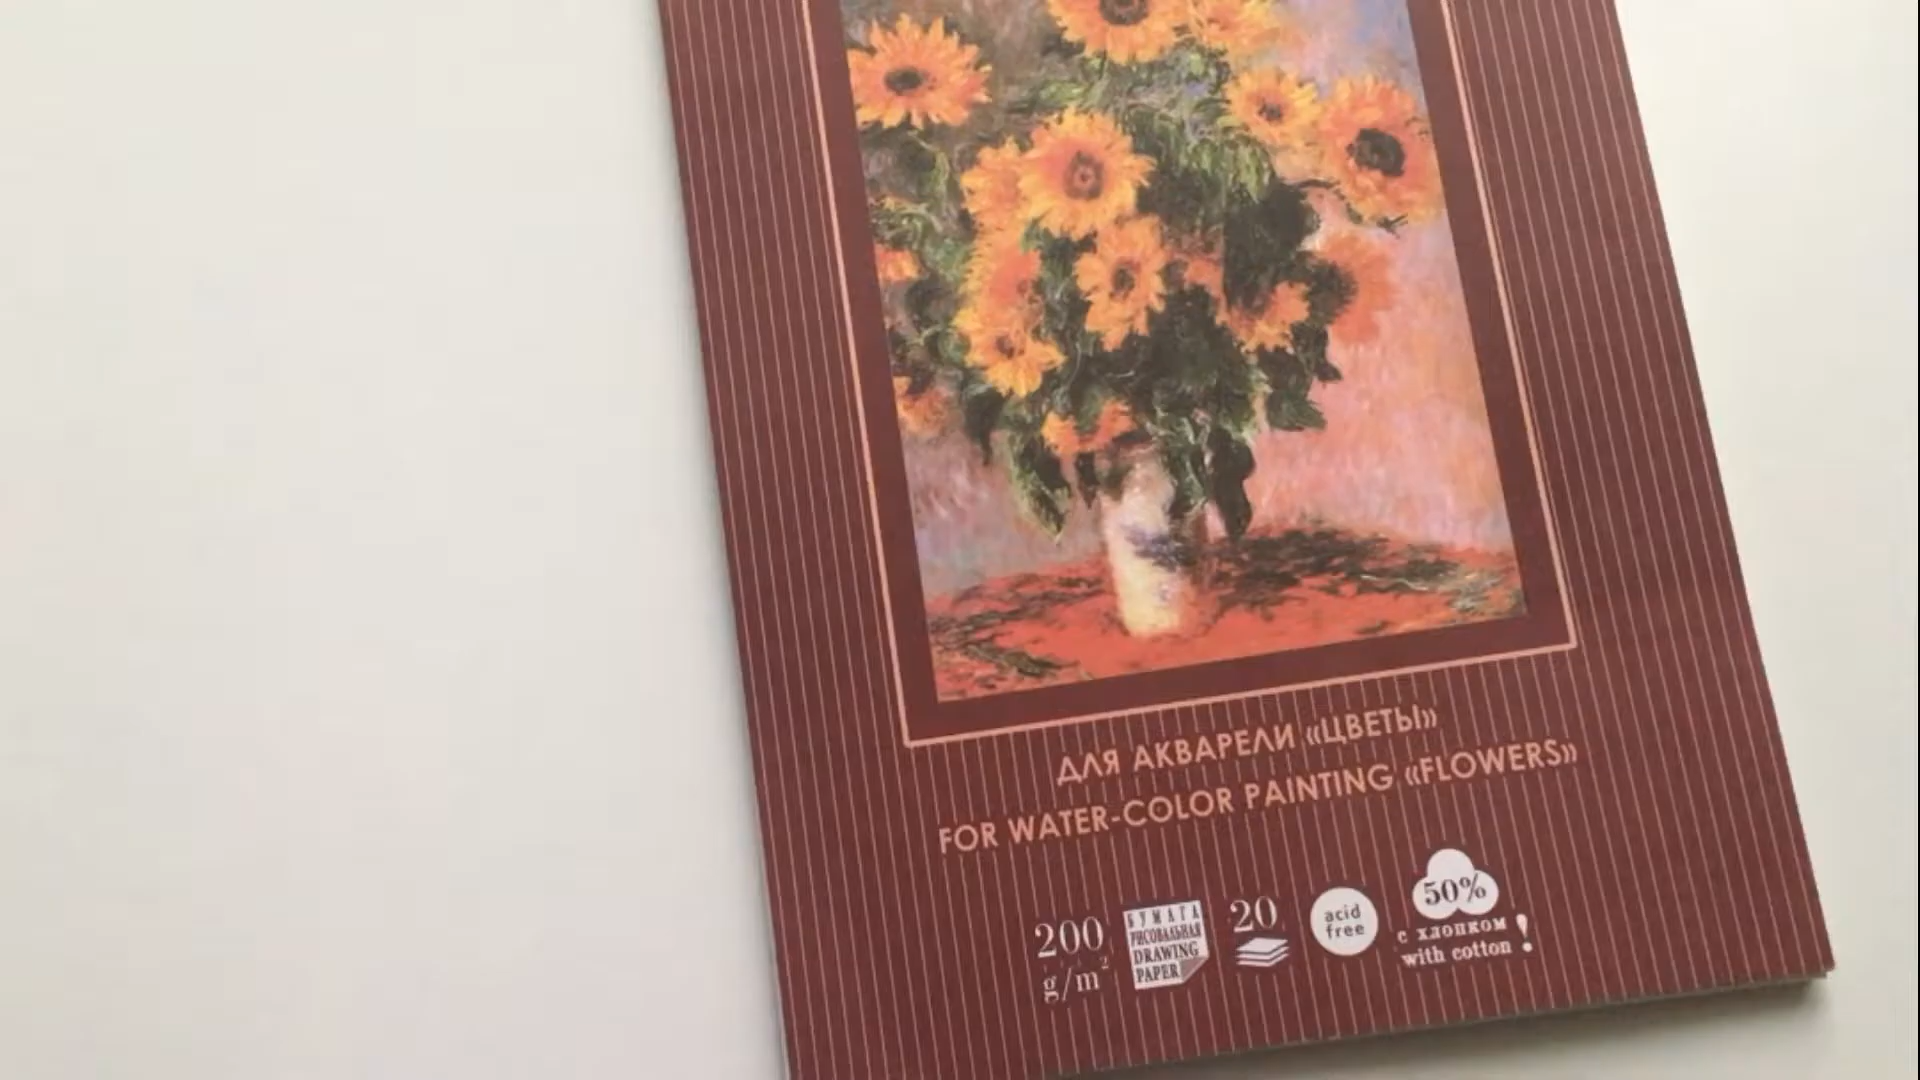 ДЛЯ АКВАРЕЛИ «ЦВЕТЫ»
FOR WATER-COLOR PAINTING «FLOWERS»
200
g/m²
БУМАГА
РИСОВАЛЬНАЯ
DRAWING
PAPER
20
acid
free
50%
с хлопком
with cotton
!